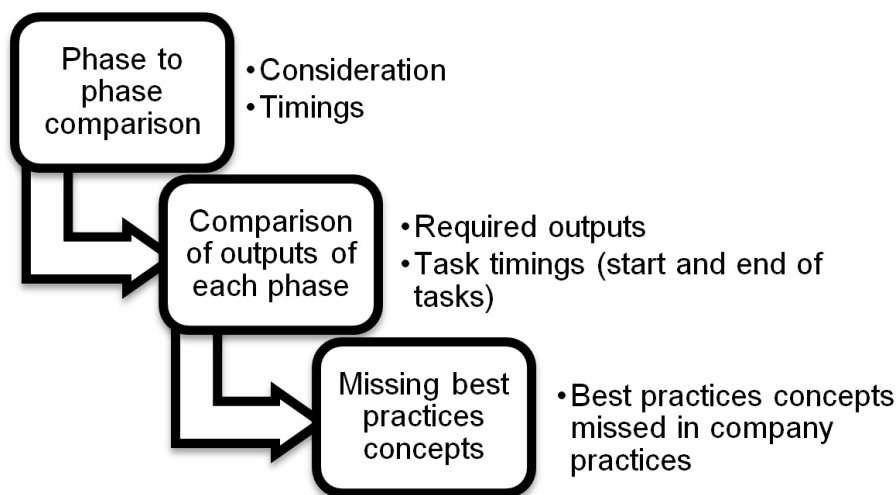 Phase to
phase
comparison
•Consideration
•Timings
Comparison
of outputs of
each phase
•Required outputs
•Task timings (start and end of
tasks)
Missing best
practices
concepts
•Best practices concepts
missed in company
practices